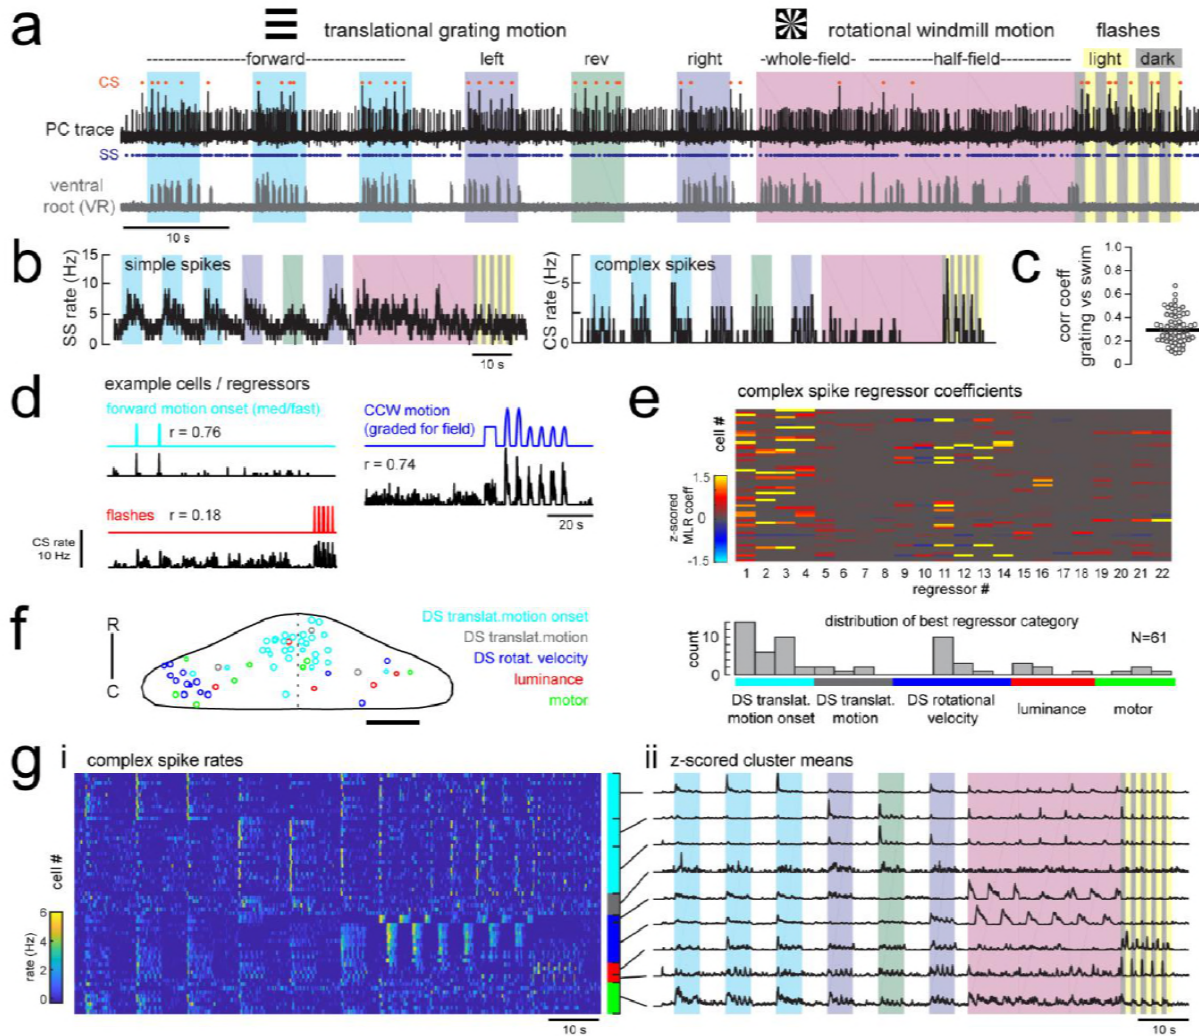 a
translational grating motion
rotational windmill motion
flashes
forward
left
rev
right
-whole-field-
half-field
light
dark
CS
PC trace
SS
ventral
root (VR)
10 s
b
simple spikes
SS rate (Hz)
15
10
5
0
10 s
complex spikes
CS rate (Hz)
5
0
c
corr coeff
grating vs swim
1.0
0.8
0.6
0.4
0.2
0
d
example cells / regressors
forward motion onset (med/fast)
r = 0.76
flashes
r = 0.18
CS rate
10 Hz
CCW motion
(graded for field)
r = 0.74
20 s
e
complex spike regressor coefficients
cell #
1.5
0
-1.5
z-scored
MLR coeff
1 2 3 4 5 6 7 8 9 10 11 12 13 14 15 16 17 18 19 20 21 22
regressor #
distribution of best regressor category
N=61
count
10
0
DS translat.
motion onset
DS translat.
motion
DS rotational
velocity
luminance
motor
f
R
C
DS translat.motion onset
DS translat.motion
DS rotat. velocity
luminance
motor
g
i
complex spike rates
cell #
6
4
2
0
rate (Hz)
10 s
ii
z-scored cluster means
10 s